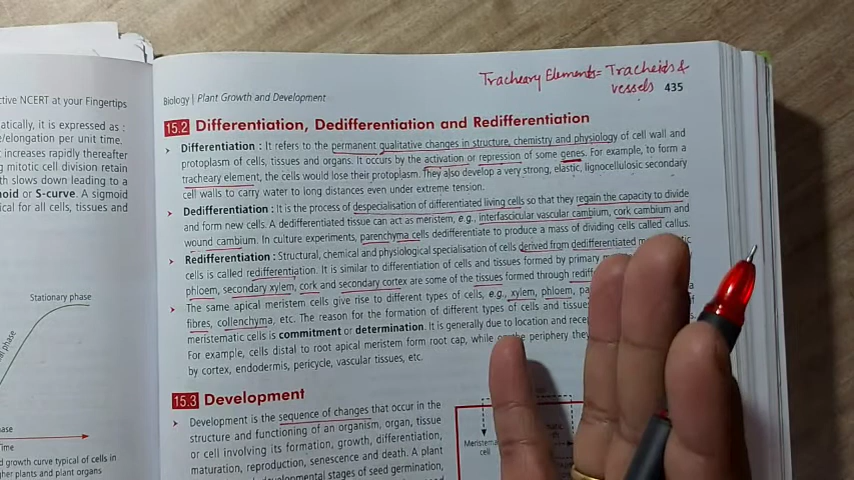 ctive NCERT at your Fingertips
atically, it is expressed as :
e/elongation per unit time.
t increases rapidly thereafter
g mitotic cell division retain
th slows down leading to a
noid or S-curve. A sigmoid
ical for all cells, tissues and
Stationary phase
phase
Time
d growth curve typical of cells in
her plants and plant organs
Tracheary Elements = Tracheids &
vessels
Biology | Plant Growth and Development
435
15.2 Differentiation, Dedifferentiation and Redifferentiation
Differentiation : It refers to the permanent qualitative changes in structure, chemistry and physiology of cell wall and
protoplasm of cells, tissues and organs. It occurs by the activation or repression of some genes. For example, to form a
tracheary element, the cells would lose their protoplasm. They also develop a very strong, elastic, lignocellulosic secondary
cell walls to carry water to long distances even under extreme tension.
Dedifferentiation : It is the process of despecialisation of differentiated living cells so that they regain the capacity to divide
and form new cells. A dedifferentiated tissue can act as meristem, e.g., interfascicular vascular cambium, cork cambium and
wound cambium. In culture experiments, parenchyma cells dedifferentiate to produce a mass of dividing cells called callus.
Redifferentiation : Structural, chemical and physiological specialisation of cells derived from dedifferentiated
cells is called redifferentiation. It is similar to differentiation of cells and tissues formed by primary
phloem, secondary xylem, cork and secondary cortex are some of the tissues formed through
The same apical meristem cells give rise to different types of cells, e.g., xylem, phloem,
fibres, collenchyma, etc. The reason for the formation of different types of cells and
meristematic cells is commitment or determination. It is generally due to location and
For example, cells distal to root apical meristem form root cap, while periphery
by cortex, endodermis, pericycle, vascular tissues, etc.
15.3 Development
Development is the sequence of changes that occur in the
structure and functioning of an organism, organ, tissue
or cell involving its formation, growth, differentiation,
maturation, reproduction, senescence and death. A plant
developmental stages of seed germination,
cell